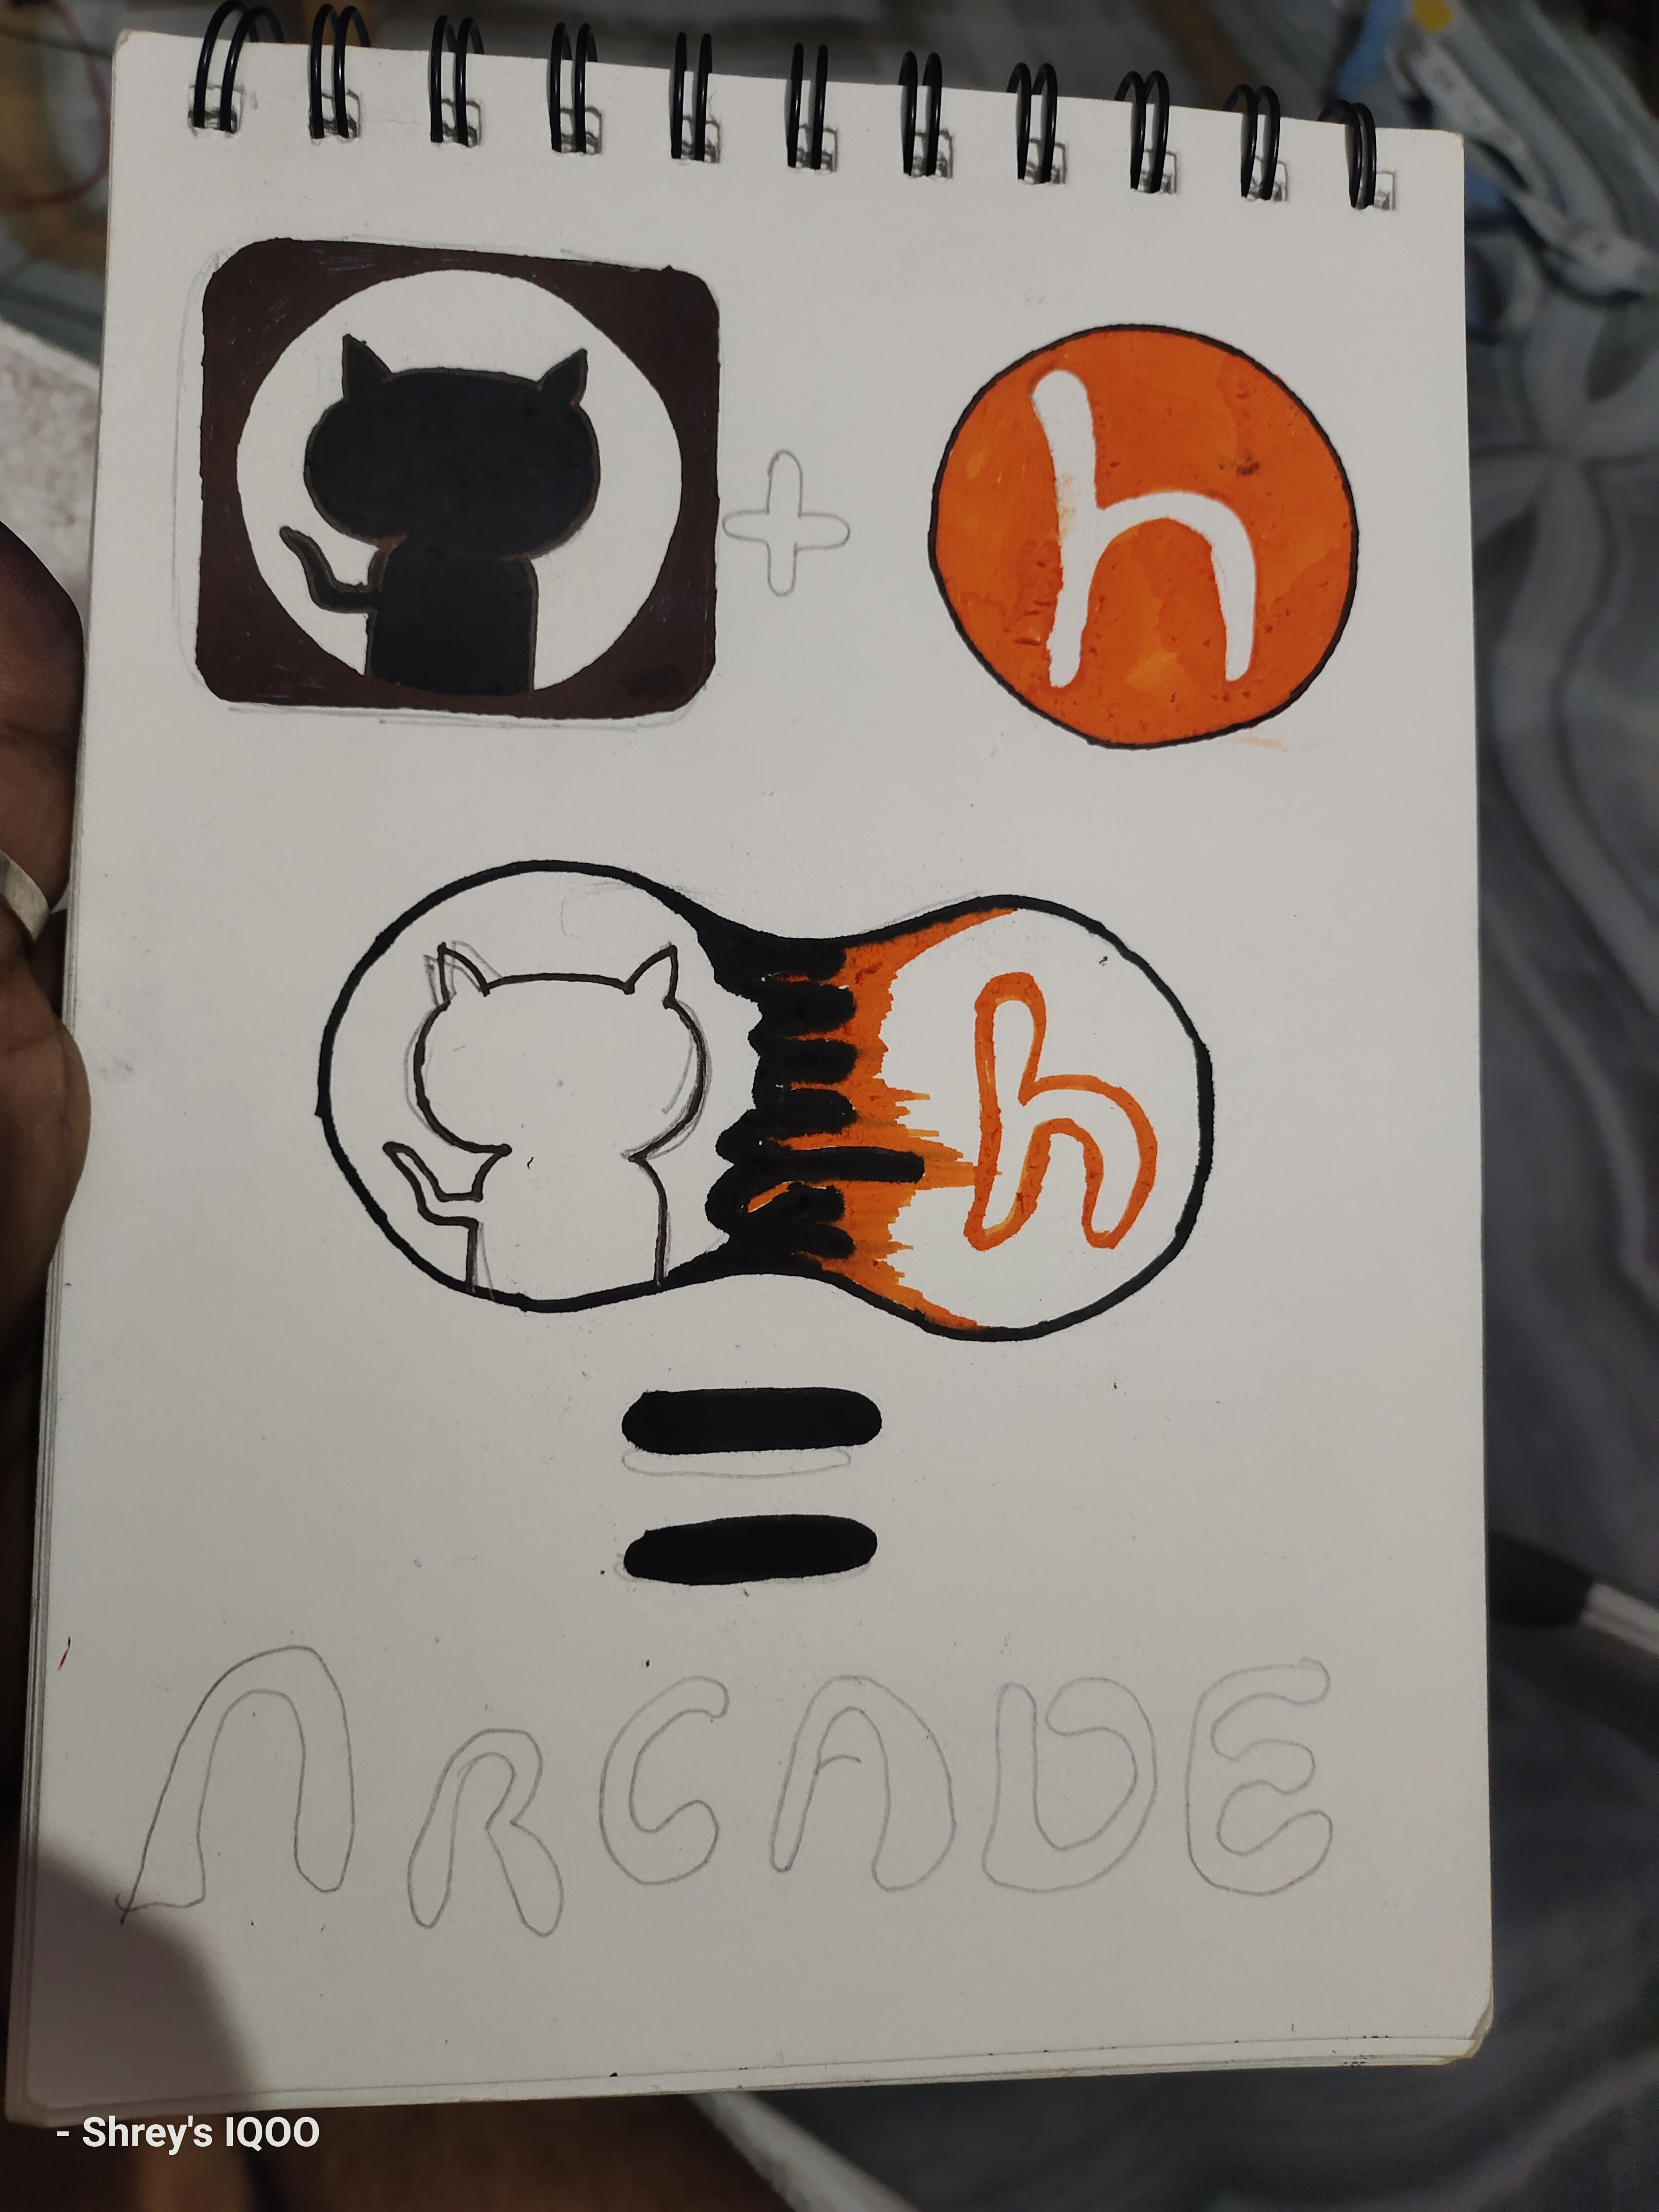 + h
h
=
ARCADE
- Shrey's IQOO